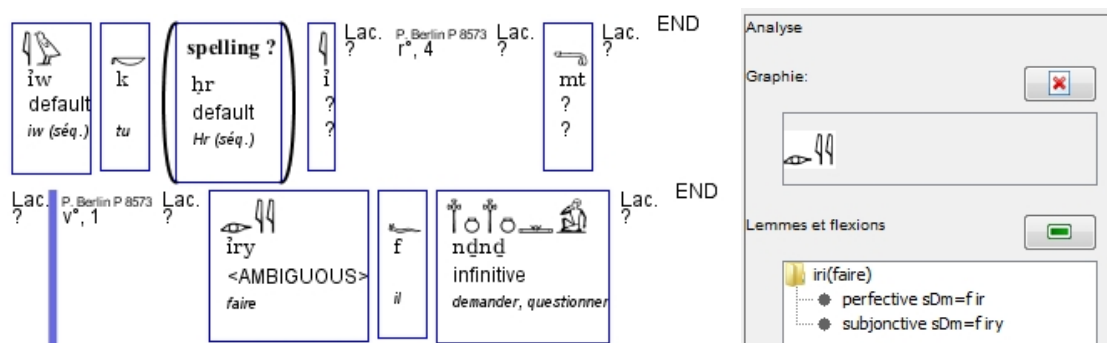 Lac. P. Berlin P 8573 Lac. Lac. END
? r°, 4 ? ?
spelling ?
ỉw k ḥr ỉ mt
default default ? ?
iw (séq.) tu Hr (séq.) ? ?
Lac. P. Berlin P 8573 Lac. Lac. END
? v°, 1 ? ?
ỉry f nḏnḏ
<AMBIGUOUS> infinitive
faire il demander, questionner
Analyse
Graphie:
Lemmes et flexions
iri(faire)
perfective sDm=f ir
subjonctive sDm=f iry